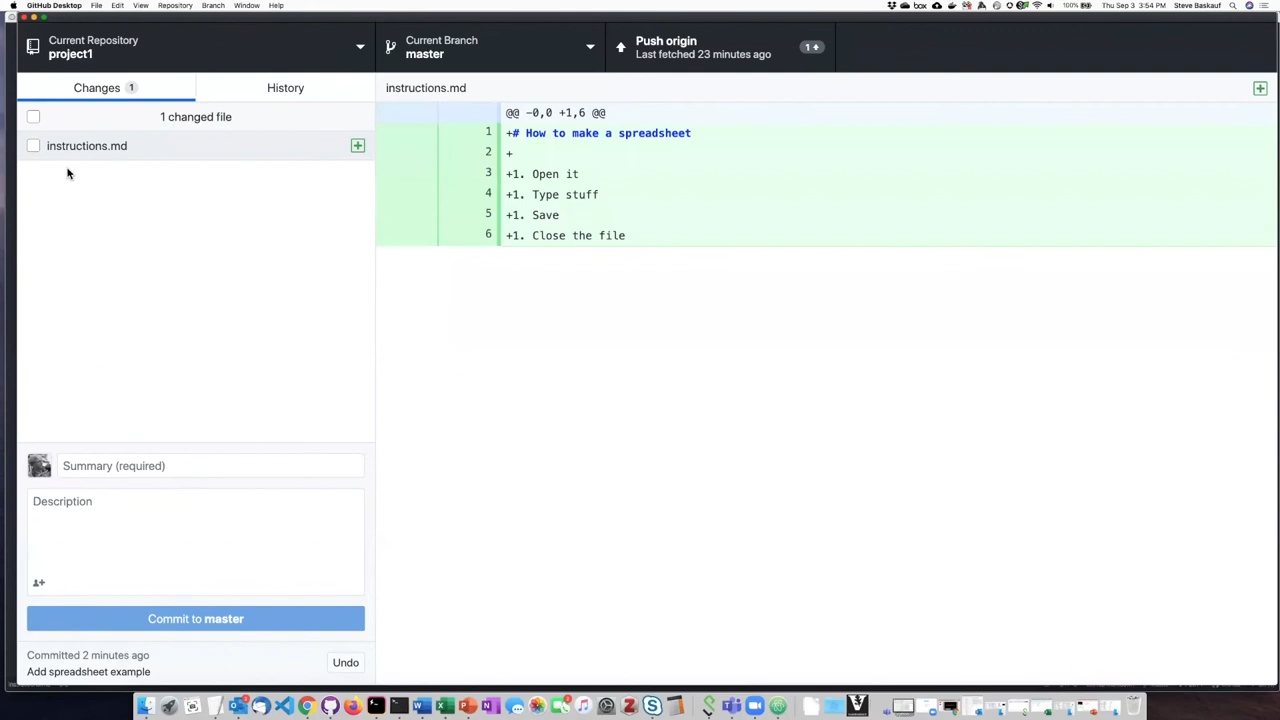 GitHub Desktop File Edit View Repository Branch Window Help
box 100% Thu Sep 3 3:54 PM Steve Baskauf
Current Repository
project1
Current Branch
master
Push origin
Last fetched 23 minutes ago
1
Changes 1
History
instructions.md
1 changed file
@@ -0,0 +1,6 @@
instructions.md
1 +# How to make a spreadsheet
2 +
3 +1. Open it
4 +1. Type stuff
5 +1. Save
6 +1. Close the file
Summary (required)
Description
Commit to master
Committed 2 minutes ago
Add spreadsheet example
Undo